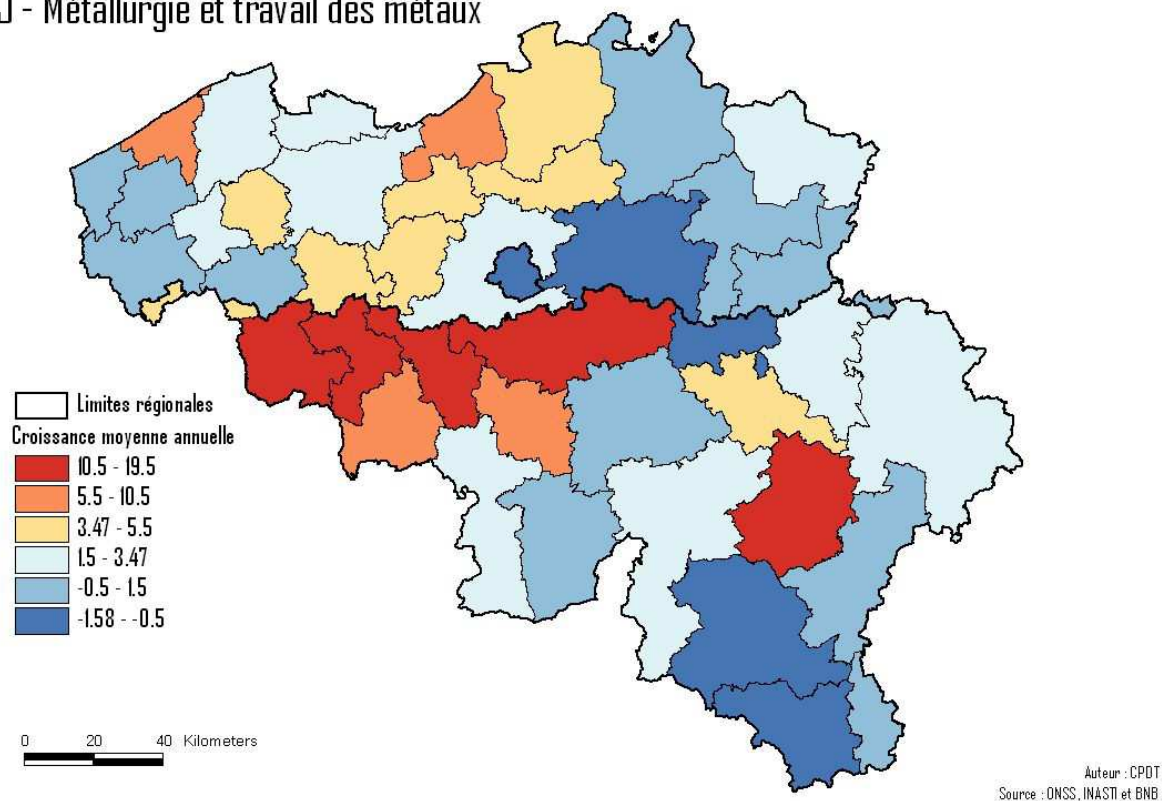 - Métallurgie et travail des métaux
Limites régionales
Croissance moyenne annuelle
10.5 - 19.5
5.5 - 10.5
3.47 - 5.5
1.5 - 3.47
-0.5 - 1.5
-1.58 - -0.5
0 20 40 Kilometers
Auteur : CPDT
Source : ONSS, INASTI et BNB